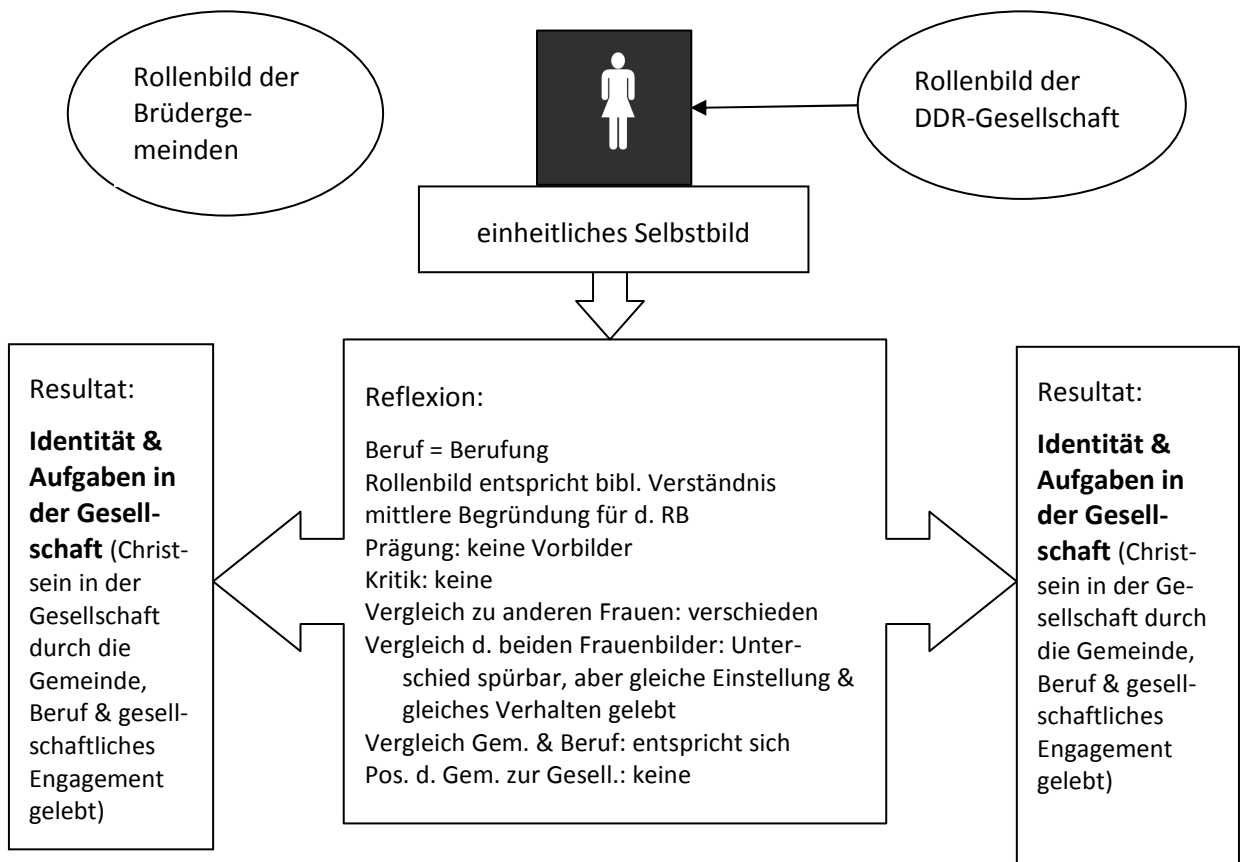 Rollenbild der
Brüderge-
meinden
Rollenbild der
DDR-Gesellschaft
einheitliches Selbstbild
Resultat:
Identität &
Aufgaben in
der Gesell-
schaft (Christ-
sein in der
Gesellschaft
durch die
Gemeinde,
Beruf & gesell-
schaftliches
Engagement
gelebt)
Reflexion:
Beruf = Berufung
Rollenbild entspricht bibl. Verständnis
mittlere Begründung für d. RB
Prägung: keine Vorbilder
Kritik: keine
Vergleich zu anderen Frauen: verschieden
Vergleich d. beiden Frauenbilder: Unter-
schied spürbar, aber gleiche Einstellung &
gleiches Verhalten gelebt
Vergleich Gem. & Beruf: entspricht sich
Pos. d. Gem. zur Gesell.: keine
Resultat:
Identität &
Aufgaben in
der Gesell-
schaft (Christ-
sein in der Ge-
sellschaft durch
die Gemeinde,
Beruf & gesell-
schaftliches
Engagement
gelebt)